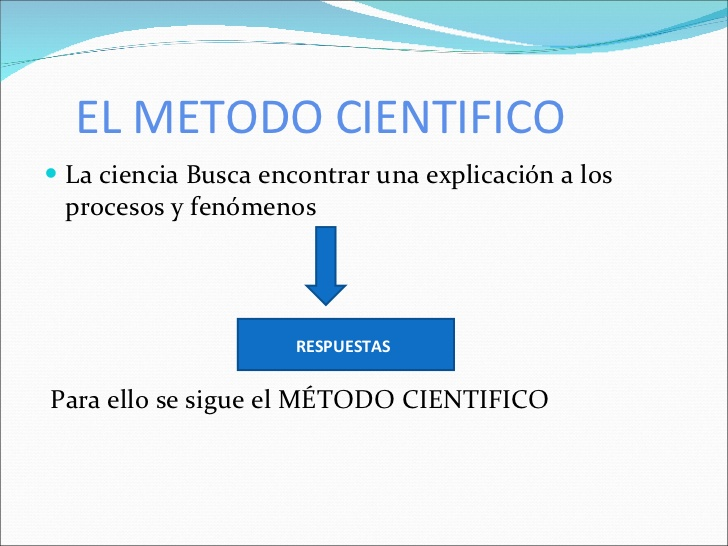 EL METODO CIENTIFICO
La ciencia Busca encontrar una explicación a los
procesos y fenómenos
RESPUESTAS
Para ello se sigue el MÉTODO CIENTIFICO